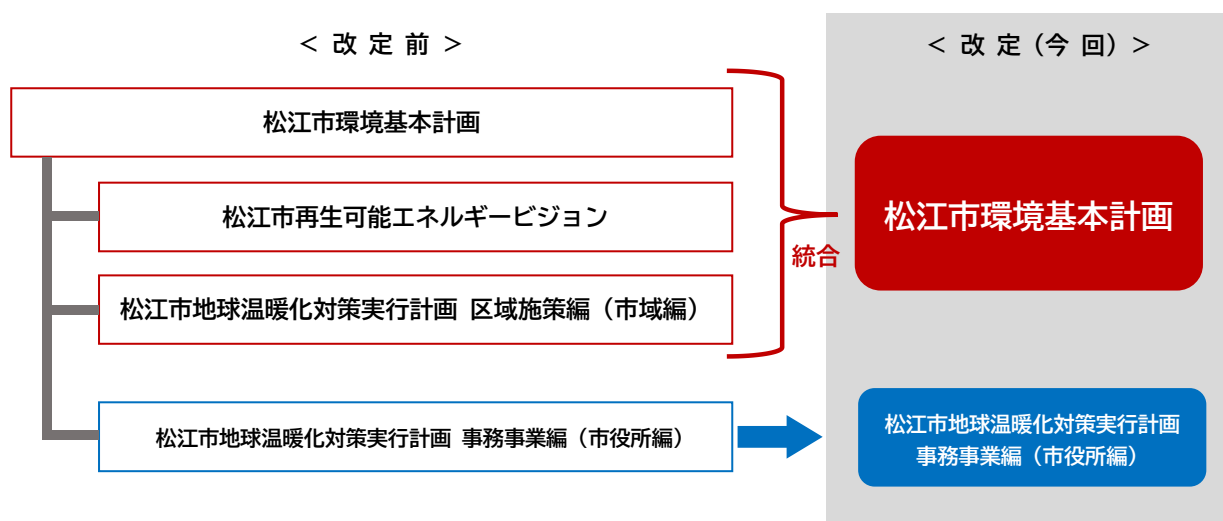 ＜ 改 定 前 ＞
＜ 改 定（今 回）＞
松江市環境基本計画
松江市再生可能エネルギービジョン
松江市地球温暖化対策実行計画 区域施策編（市域編）
松江市地球温暖化対策実行計画 事務事業編（市役所編）
統合
松江市環境基本計画
松江市地球温暖化対策実行計画
事務事業編（市役所編）